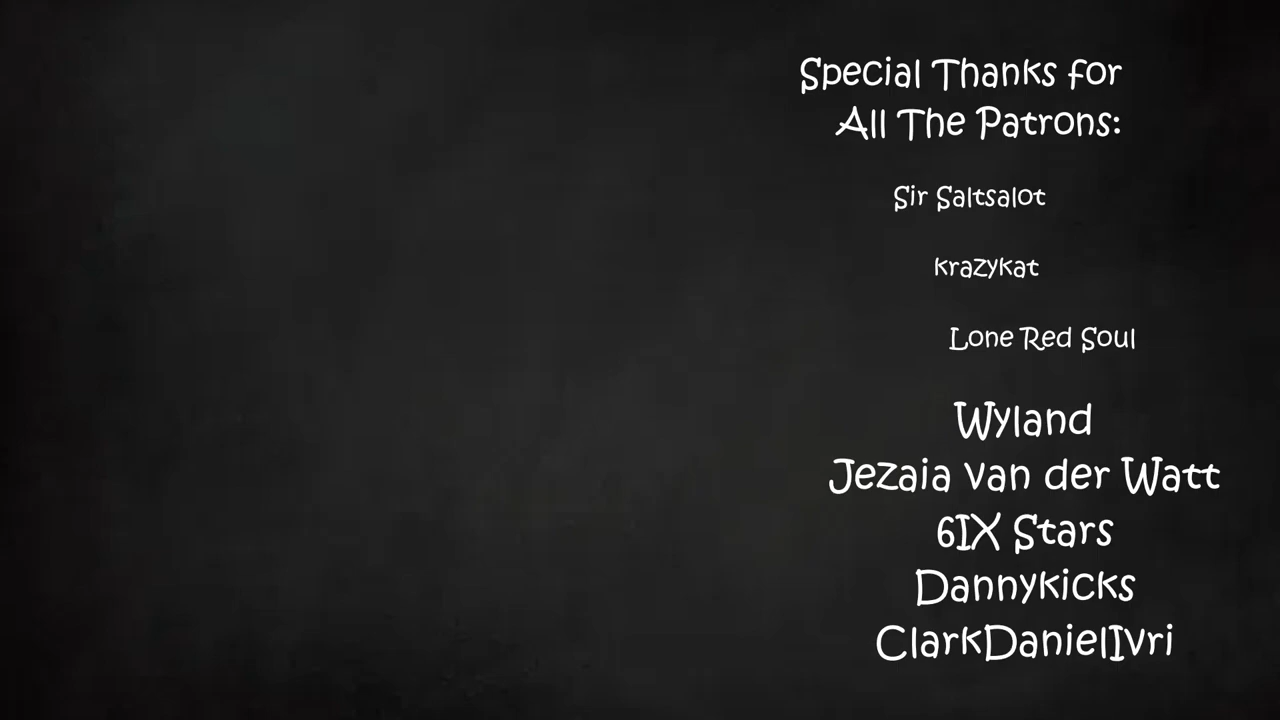 Special Thanks for
All The Patrons:
Sir Saltsalot
krazykat
Lone Red Soul
Wyland
Jezaia van der Watt
6IX Stars
Dannykicks
ClarkDanielIvri